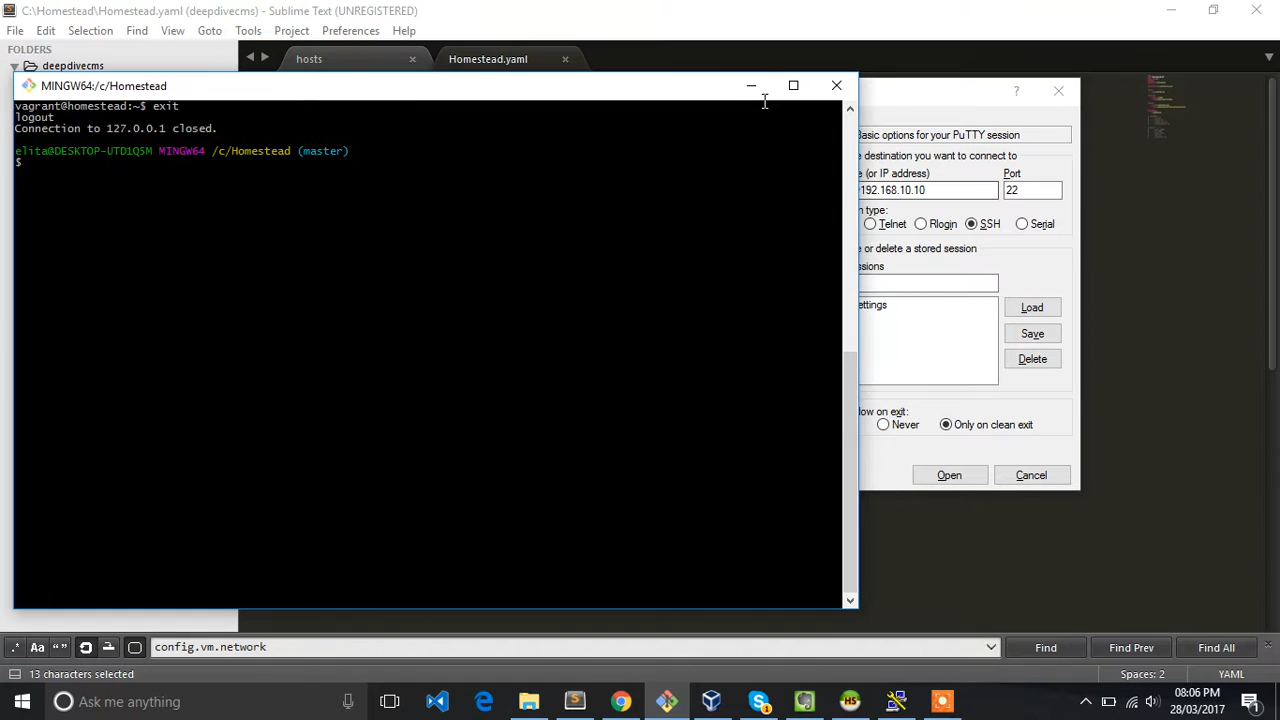 C:\Homestead\Homestead.yaml (deepdivecms) - Sublime Text (UNREGISTERED)
File Edit Selection Find View Goto Tools Project Preferences Help
FOLDERS
deepdivecms
hosts
Homestead.yaml
MINGW64:/c/Homestead
vagrant@homestead:~$ exit
logout
Connection to 127.0.0.1 closed.
elita@DESKTOP-UTD1Q5M MINGW64 /c/Homestead (master)
$
Basic options for your PuTTY session
destination you want to connect to
(or IP address) Port
192.168.10.10 22
type:
Telnet Rlogin SSH Serial
or delete a stored session
ssions
ettings
Load
Save
Delete
on exit:
Never Only on clean exit
Open Cancel
.* Aa “ ” config.vm.network Find Find Prev Find All
13 characters selected Spaces: 2 YAML
Ask me anything
08:06 PM
28/03/2017